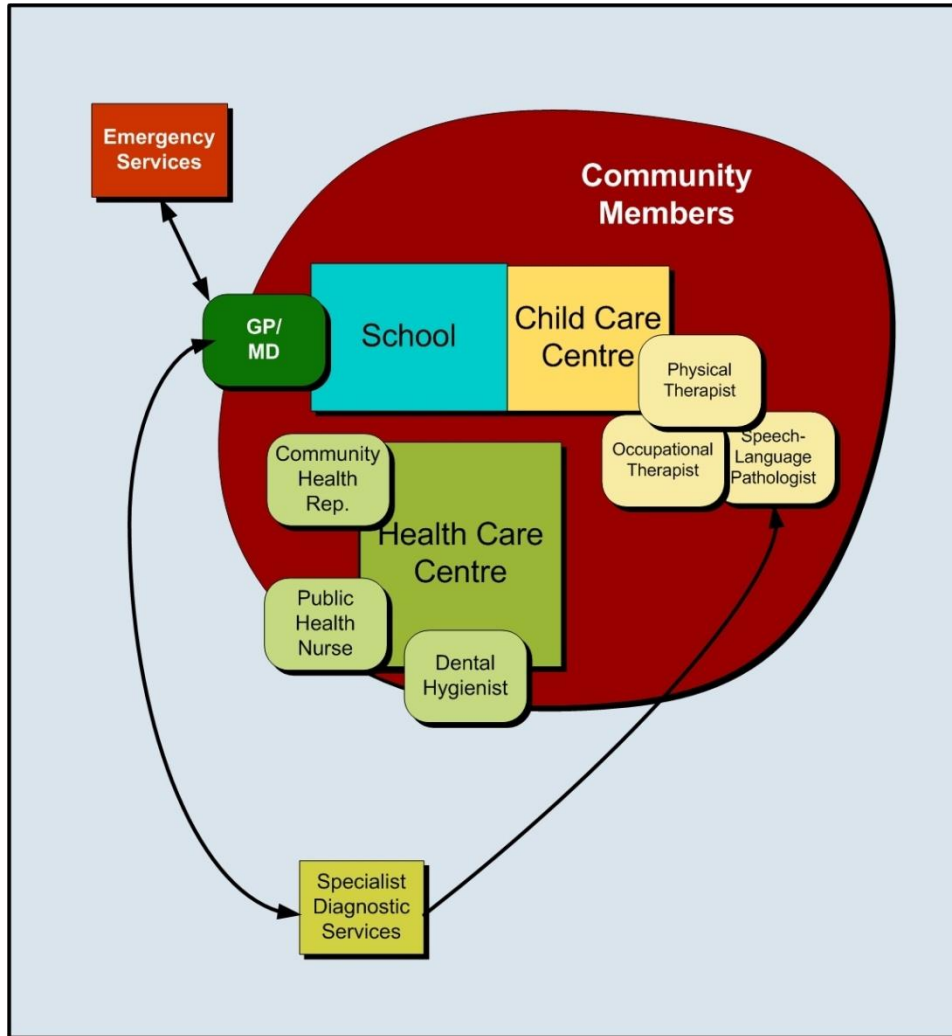 Emergency
Services
Community
Members
GP/
MD
School
Child Care
Centre
Physical
Therapist
Occupational
Therapist
Speech-
Language
Pathologist
Community
Health
Rep.
Health Care
Centre
Public
Health
Nurse
Dental
Hygienist
Specialist
Diagnostic
Services